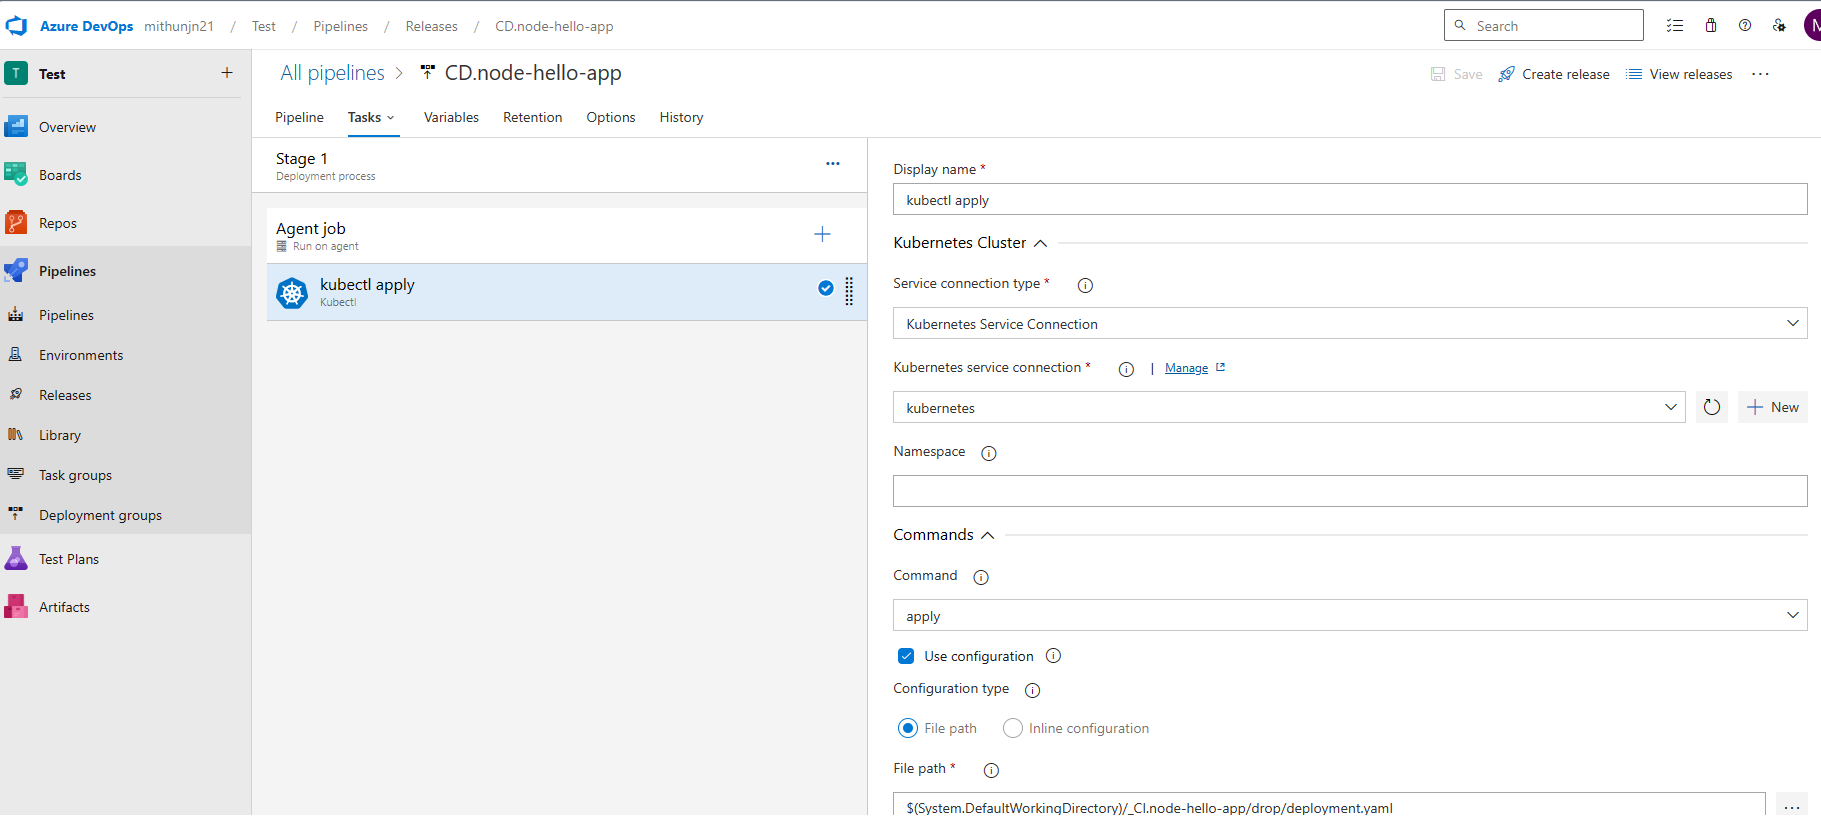 Azure DevOps mithunjn21 / Test / Pipelines / Releases / CD.node-hello-app
Search
M
T Test
Overview
Boards
Repos
Pipelines
Pipelines
Environments
Releases
Library
Task groups
Deployment groups
Test Plans
Artifacts
All pipelines > CD.node-hello-app
Save
Create release
View releases
Pipeline
Tasks
Variables
Retention
Options
History
Stage 1
Deployment process
Agent job
Run on agent
kubectl apply
Kubectl
Display name *
kubectl apply
Kubernetes Cluster
Service connection type *
Kubernetes Service Connection
Kubernetes service connection * | Manage
kubernetes
New
Namespace
Commands
Command
apply
Use configuration
Configuration type
File path
Inline configuration
File path *
$(System.DefaultWorkingDirectory)/_CI.node-hello-app/drop/deployment.yaml